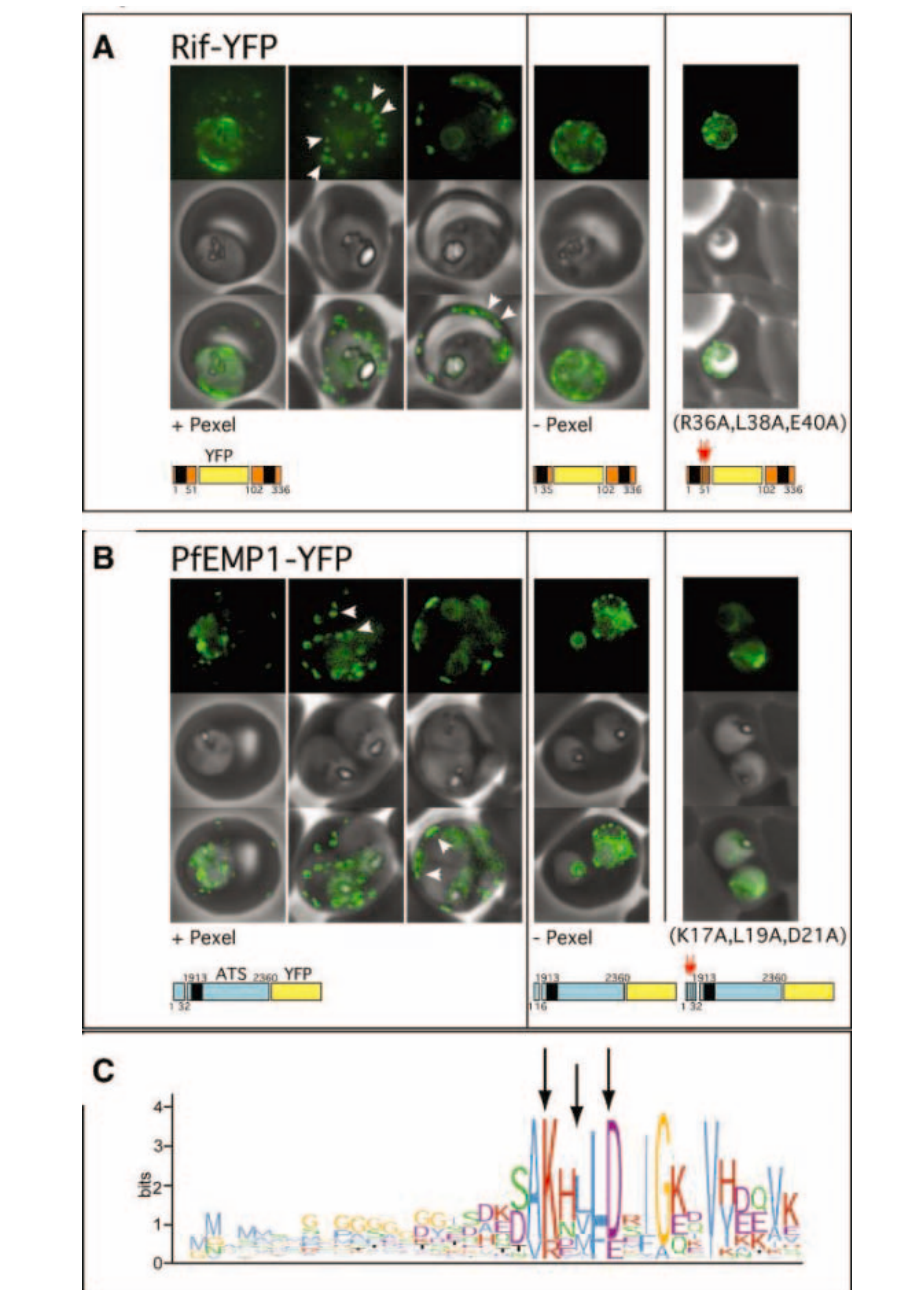 A
Rif-YFP
+ Pexel
- Pexel
(R36A,L38A,E40A)
YFP
1 51 102 336
1 35 102 336
1 51 102 336
B
PfEMP1-YFP
+ Pexel
- Pexel
(K17A,L19A,D21A)
1913 ATS 2360 YFP
1 32
1913 2360
1 16
1913 2360
1 32
C
bits
4
3
2
1
0